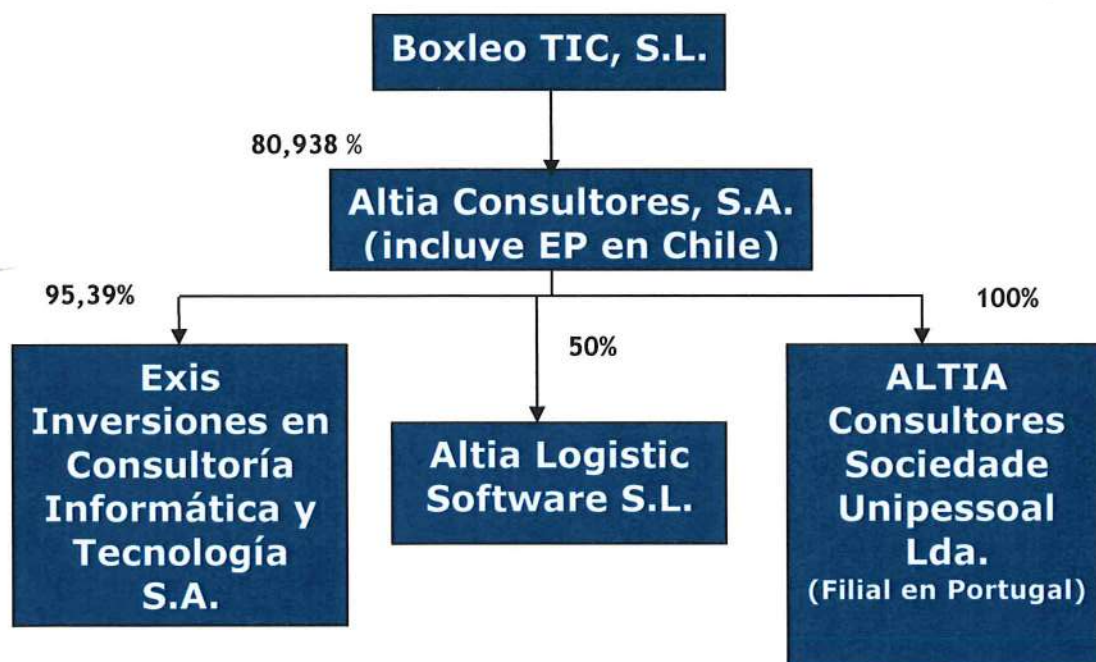 Boxleo TIC, S.L.
80,938 %
Altia Consultores, S.A.
(incluye EP en Chile)
95,39%
50%
100%
Exis
Inversiones en
Consultoría
Informática y
Tecnología
S.A.
Altia Logistic
Software S.L.
ALTIA
Consultores
Sociedade
Unipessoal
Lda.
(Filial en Portugal)